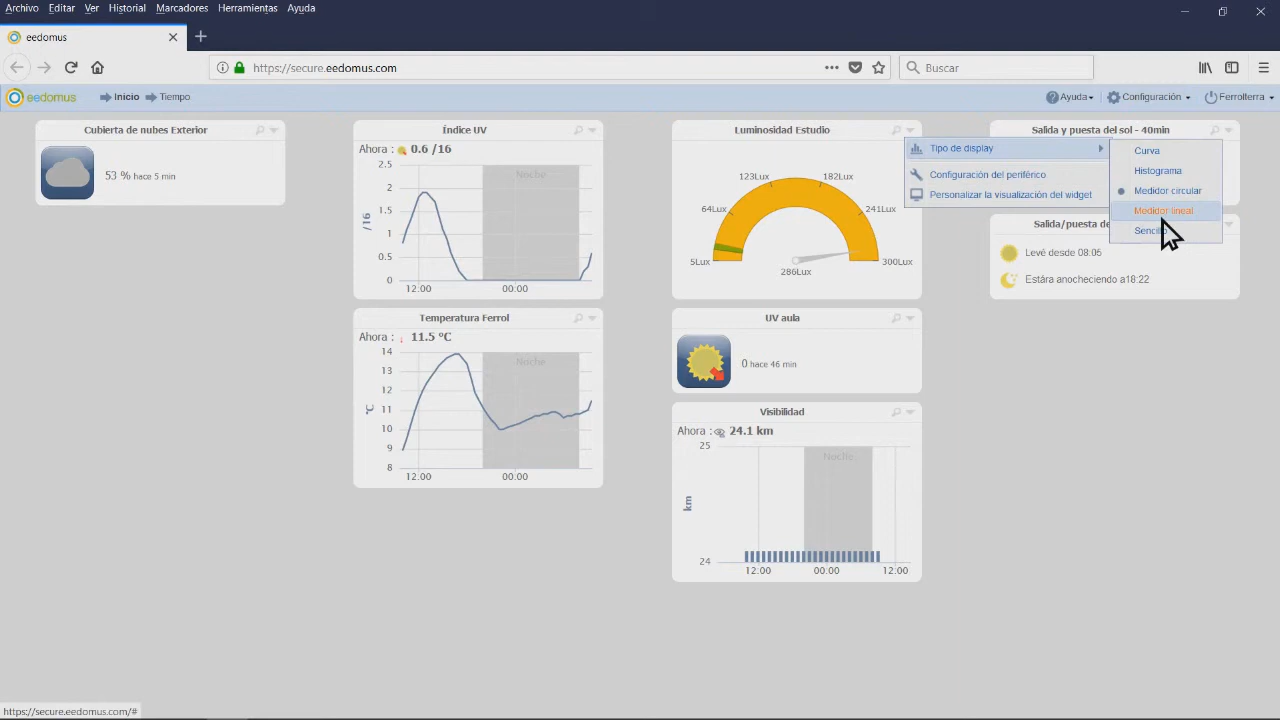 Archivo Editar Ver Historial Marcadores Herramientas Ayuda
eedomus
https://secure.eedomus.com
Buscar
eedomus Inicio Tiempo Ayuda Configuración Ferrolterra
Cubierta de nubes Exterior
53 % hace 5 min
Índice UV
Ahora : 0.6 /16
2.5
Noche
2
1.5
/16
1
0.5
0
12:00 00:00
Temperatura Ferrol
Ahora : 11.5 °C
14
Noche
13
12
°C
11
10
9
8
12:00 00:00
Luminosidad Estudio
123Lux 182Lux
64Lux 241Lux
5Lux 300Lux
286Lux
UV aula
0 hace 46 min
Visibilidad
Ahora : 24.1 km
25
Noche
km
24
12:00 00:00 12:00
Salida y puesta del sol - 40min
Tipo de display
Configuración del periférico
Personalizar la visualización del widget
Curva
Histograma
Medidor circular
Medidor lineal
Salida/puesta de
Levé desde 08:05
Estára anocheciendo a18:22
https://secure.eedomus.com/#